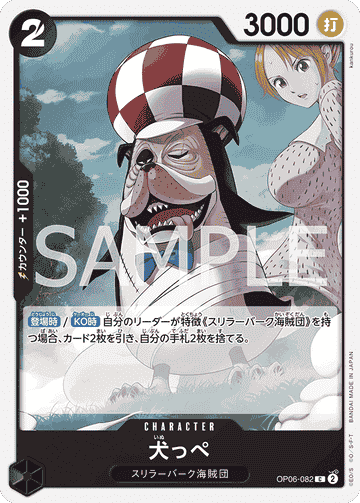 2
3000
打
kankurou
カウンター +1000
SAMPLE
登場時 / KO時 自分のリーダーが特徴《スリラーバーク海賊団》を持
つ場合、カード2枚を引き、自分の手札2枚を捨てる。
CHARACTER
いぬ
犬っぺ
スリラーバーク海賊団
OP06-082 C 2
BANDAI MADE IN JAPAN